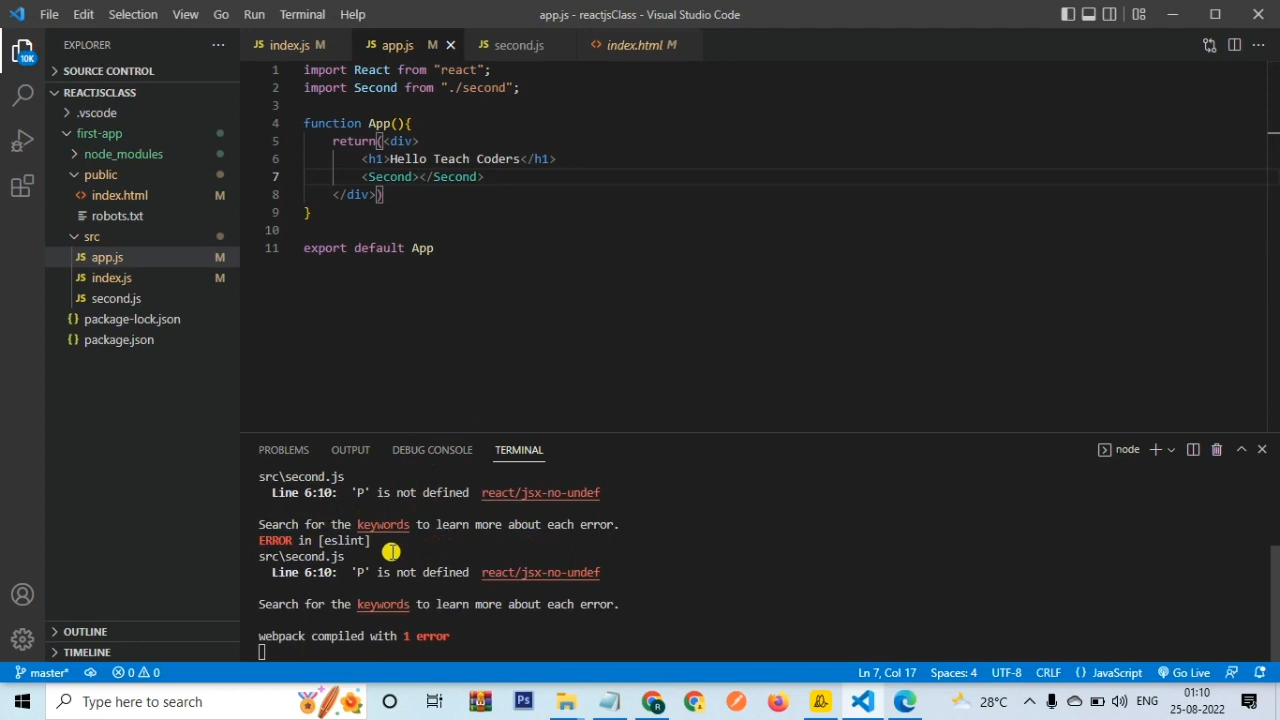 File Edit Selection View Go Run Terminal Help
app.js - reactjsClass - Visual Studio Code
10K
EXPLORER
SOURCE CONTROL
REACTJSCLASS
.vscode
first-app
node_modules
public
index.html M
robots.txt
src
JS app.js M
JS index.js M
JS second.js
{} package-lock.json
{} package.json
OUTLINE
TIMELINE
JS index.js M
JS app.js M
JS second.js
<> index.html M
1 import React from "react";
2 import Second from "./second";
3
4 function App(){
5 return(<div>
6 <h1>Hello Teach Coders</h1>
7 <Second></Second>
8 </div>)
9 }
10
11 export default App
PROBLEMS OUTPUT DEBUG CONSOLE TERMINAL
node
src\second.js
Line 6:10: 'P' is not defined react/jsx-no-undef
Search for the keywords to learn more about each error.
ERROR in [eslint]
src\second.js
Line 6:10: 'P' is not defined react/jsx-no-undef
Search for the keywords to learn more about each error.
webpack compiled with 1 error
master* 0 0
Ln 7, Col 17 Spaces: 4 UTF-8 CRLF {} JavaScript Go Live
Type here to search
Ps
R
28°C
ENG
01:10
25-08-2022